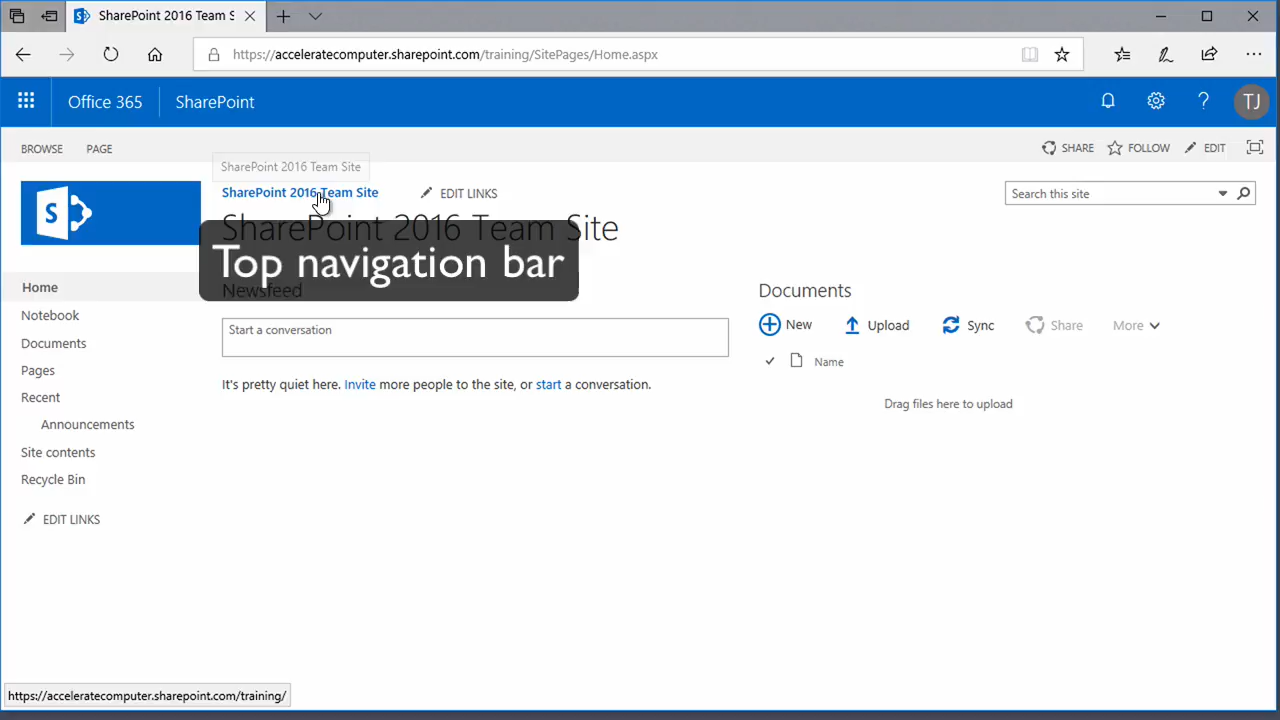 SharePoint 2016 Team S
https://acceleratecomputer.sharepoint.com/training/SitePages/Home.aspx
Office 365
SharePoint
TJ
BROWSE
PAGE
SHARE
FOLLOW
EDIT
SharePoint 2016 Team Site
SharePoint 2016 Team Site
EDIT LINKS
Search this site
SharePoint 2016 Team Site
Top navigation bar
Home
Notebook
Documents
Pages
Recent
Announcements
Site contents
Recycle Bin
EDIT LINKS
Newsfeed
Start a conversation
It's pretty quiet here. Invite more people to the site, or start a conversation.
Documents
New
Upload
Sync
Share
More
Name
Drag files here to upload
https://acceleratecomputer.sharepoint.com/training/